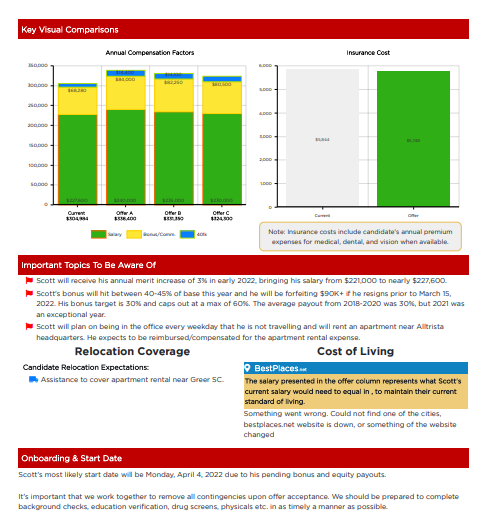 Key Visual Comparisons
Annual Compensation Factors
Insurance Cost
350,000
300,000
250,000
200,000
150,000
100,000
50,000
0
$68,280
$84,000
$82,250
$80,500
Current
$304,984
Offer A
$338,400
Offer B
$331,350
Offer C
$324,300
Salary
Bonus/Comm.
401k
6,000
5,000
4,000
3,000
2,000
1,000
0
Current
Offer
Note: Insurance costs include candidate's annual premium
expenses for medical, dental, and vision when available.
Important Topics To Be Aware Of
Scott will receive his annual merit increase of 3% in early 2022, bringing his salary from $221,000 to nearly $227,600.
Scott's bonus will hit between 40-45% of base this year and he will be forfeiting $90K+ if he resigns prior to March 15,
2022. His bonus target is 30% and caps out at a max of 60%. The average payout from 2018-2020 was 30%, but 2021 was
an exceptional year.
Scott will plan on being in the office every weekday that he is not travelling and will rent an apartment near Alltrista
headquarters. He expects to be reimbursed/compensated for the apartment rental expense.
Relocation Coverage
Candidate Relocation Expectations:
Assistance to cover apartment rental near Greer SC.
Cost of Living
BestPlaces.net
The salary presented in the offer column represents what Scott's
current salary would need to equal in , to maintain their current
standard of living.
Something went wrong. Could not find one of the cities,
bestplaces.net website is down, or something of the website
changed
Onboarding & Start Date
Scott's most likely start date will be Monday, April 4, 2022 due to his pending bonus and equity payouts.
It's important that we work together to remove all contingencies upon offer acceptance. We should be prepared to complete
background checks, education verification, drug screens, physicals etc. in as timely a manner as possible.